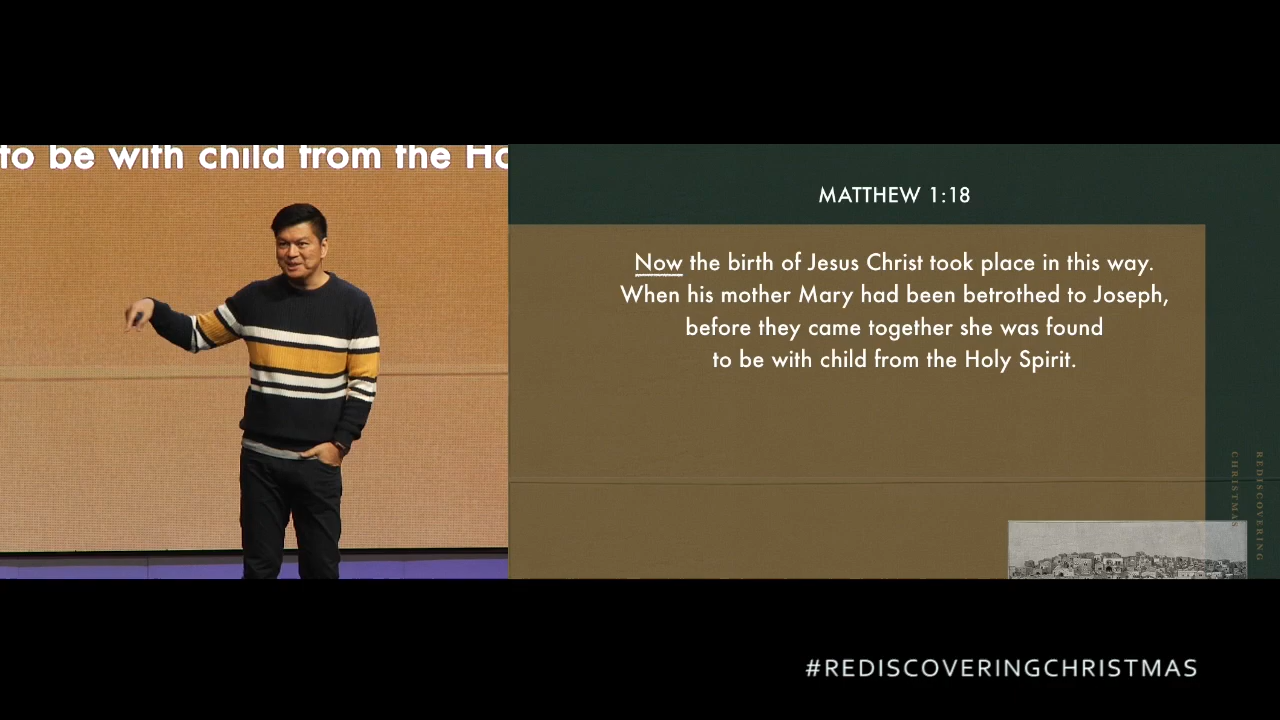 to be with child from the Ho
MATTHEW 1:18
Now the birth of Jesus Christ took place in this way.
When his mother Mary had been betrothed to Joseph,
before they came together she was found
to be with child from the Holy Spirit.
REDISCOVERING
CHRISTMAS
#REDISCOVERINGCHRISTMAS